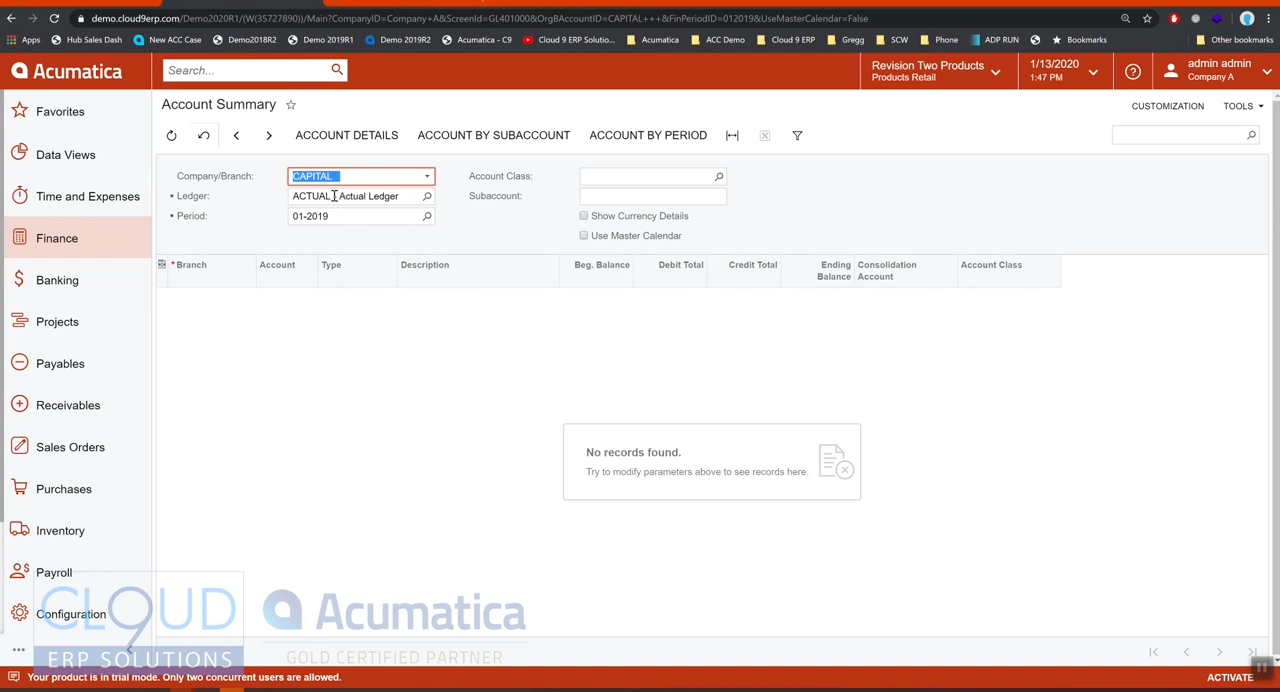 demo.cloud9erp.com/Demo2020R1/(W(35727890))/Main?CompanyID=Company+A&ScreenId=GL401000&OrgBAccountID=CAPITAL+++&FinPeriodID=012019&UseMasterCalendar=False
Apps Hub Sales Dash New ACC Case Demo2018R2 Demo 2019R1 Demo 2019R2 Acumatica - C9 Cloud 9 ERP Solutio... Acumatica ACC Demo Cloud 9 ERP Gregg SCW Phone ADP RUN Bookmarks Other bookmarks
Acumatica Search... Revision Two Products Products Retail 1/13/2020 1:47 PM admin admin Company A
Account Summary CUSTOMIZATION TOOLS
ACCOUNT DETAILS ACCOUNT BY SUBACCOUNT ACCOUNT BY PERIOD
Company/Branch: CAPITAL Account Class:
• Ledger: ACTUAL - Actual Ledger Subaccount:
• Period: 01-2019 Show Currency Details
Use Master Calendar
* Branch Account Type Description Beg. Balance Debit Total Credit Total Ending Balance Consolidation Account Account Class
No records found.
Try to modify parameters above to see records here.
Favorites
Data Views
Time and Expenses
Finance
Banking
Projects
Payables
Receivables
Sales Orders
Purchases
Inventory
Payroll
Configuration
CLOUD 9
ERP SOLUTIONS
Acumatica
GOLD CERTIFIED PARTNER
Your product is in trial mode. Only two concurrent users are allowed. ACTIVATE